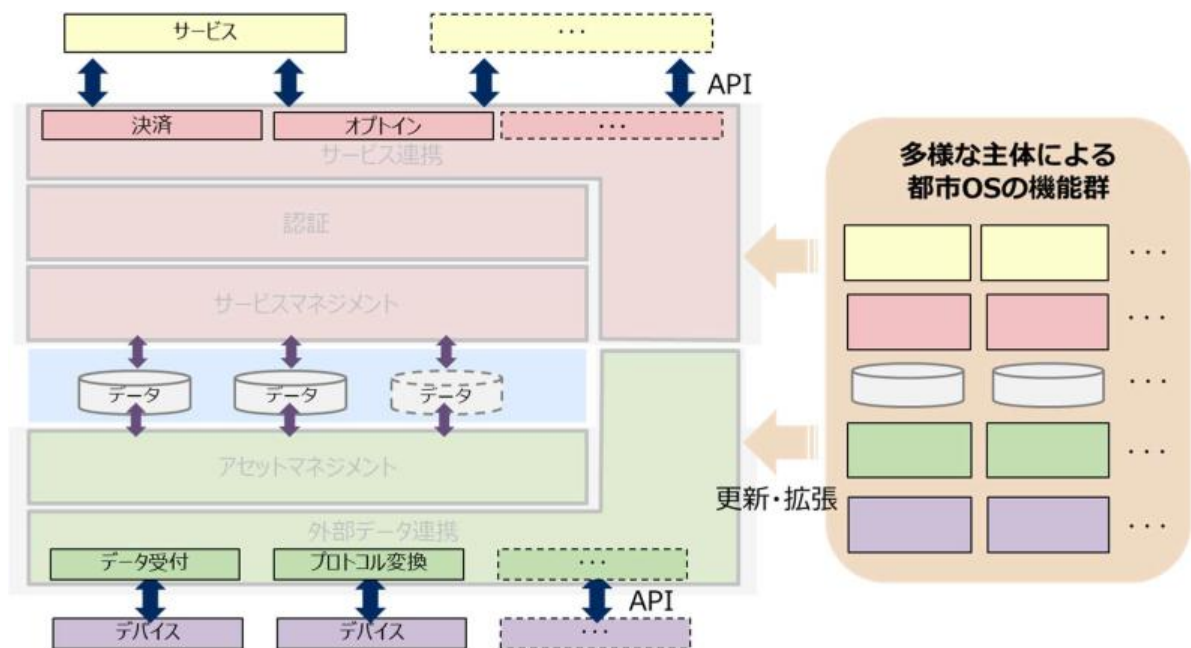 サービス
･･･
API
決済
オプトイン
･･･
サービス連携
認証
サービスマネジメント
データ
データ
データ
アセットマネジメント
外部データ連携
データ受付
プロトコル変換
･･･
API
デバイス
デバイス
･･･
更新・拡張
多様な主体による
都市OSの機能群
･･･
･･･
･･･
･･･
･･･